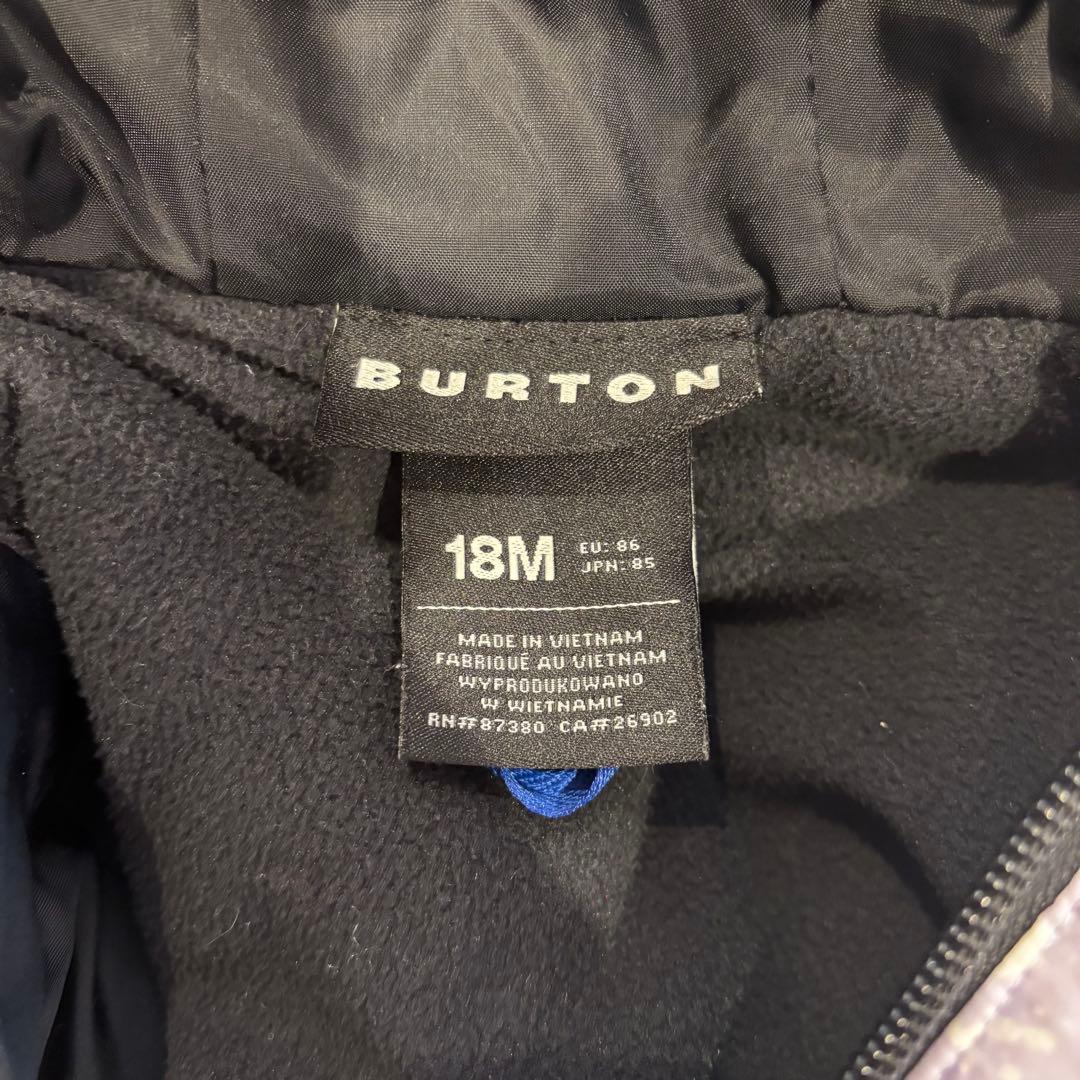 BURTON
18M
EU: 86
JPN: 85
MADE IN VIETNAM
FABRIQUÉ AU VIETNAM
WYPRODUKOWANO
W WIETNAMIE
RN#87380 CA#26902